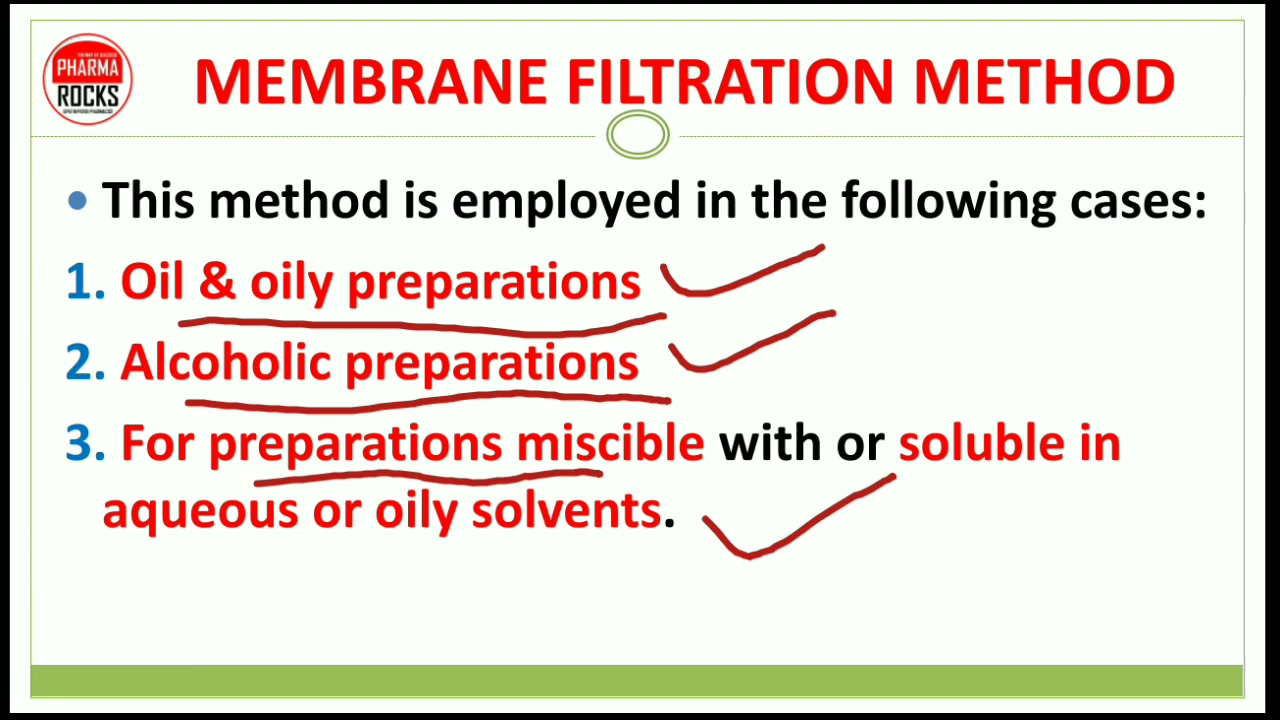 PHARMA
ROCKS
MEMBRANE FILTRATION METHOD
• This method is employed in the following cases:
1. Oil & oily preparations
2. Alcoholic preparations
3. For preparations miscible with or soluble in
aqueous or oily solvents.